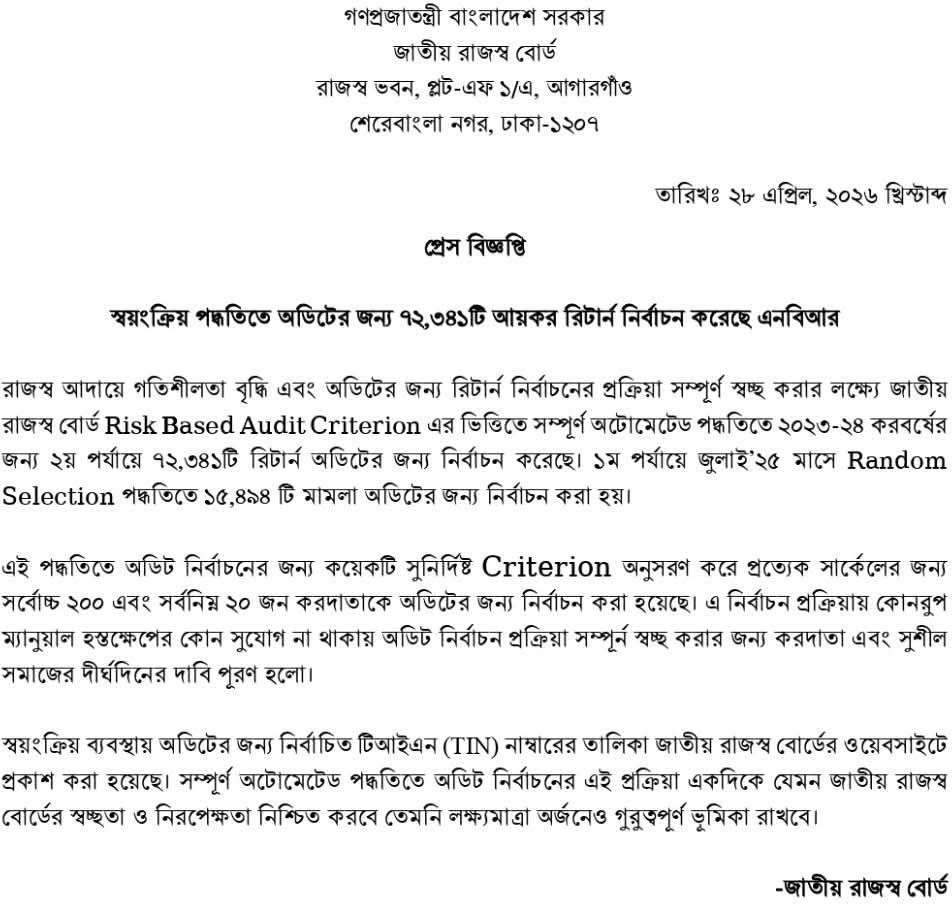 গণপ্রজাতন্ত্রী বাংলাদেশ সরকার
জাতীয় রাজস্ব বোর্ড
রাজস্ব ভবন, প্লট-এফ ১/এ, আগারগাঁও
শেরেবাংলা নগর, ঢাকা-১২০৭
তারিখঃ ২৮ এপ্রিল, ২০২৬ খ্রিস্টাব্দ
প্রেস বিজ্ঞপ্তি
স্বয়ংক্রিয় পদ্ধতিতে অডিটের জন্য ৭২,৩৪১টি আয়কর রিটার্ন নির্বাচন করেছে এনবিআর
রাজস্ব আদায়ে গতিশীলতা বৃদ্ধি এবং অডিটের জন্য রিটার্ন নির্বাচনের প্রক্রিয়া সম্পূর্ণ স্বচ্ছ করার লক্ষ্যে জাতীয়
রাজস্ব বোর্ড Risk Based Audit Criterion এর ভিত্তিতে সম্পূর্ণ অটোমেটেড পদ্ধতিতে ২০২৩-২৪ করবর্ষের
জন্য ২য় পর্যায়ে ৭২,৩৪১টি রিটার্ন অডিটের জন্য নির্বাচন করেছে। ১ম পর্যায়ে জুলাই’২৫ মাসে Random
Selection পদ্ধতিতে ১৫,৪৯৪ টি মামলা অডিটের জন্য নির্বাচন করা হয়।
এই পদ্ধতিতে অডিট নির্বাচনের জন্য কয়েকটি সুনির্দিষ্ট Criterion অনুসরণ করে প্রত্যেক সার্কেলের জন্য
সর্বোচ্চ ২০০ এবং সর্বনিম্ন ২০ জন করদাতাকে অডিটের জন্য নির্বাচন করা হয়েছে। এ নির্বাচন প্রক্রিয়ায় কোনরুপ
ম্যানুয়াল হস্তক্ষেপের কোন সুযোগ না থাকায় অডিট নির্বাচন প্রক্রিয়া সম্পূর্ন স্বচ্ছ করার জন্য করদাতা এবং সুশীল
সমাজের দীর্ঘদিনের দাবি পূরণ হলো।
স্বয়ংক্রিয় ব্যবস্থায় অডিটের জন্য নির্বাচিত টিআইএন (TIN) নাম্বারের তালিকা জাতীয় রাজস্ব বোর্ডের ওয়েবসাইটে
প্রকাশ করা হয়েছে। সম্পূর্ণ অটোমেটেড পদ্ধতিতে অডিট নির্বাচনের এই প্রক্রিয়া একদিকে যেমন জাতীয় রাজস্ব
বোর্ডের স্বচ্ছতা ও নিরপেক্ষতা নিশ্চিত করবে তেমনি লক্ষ্যমাত্রা অর্জনেও গুরুত্বপূর্ণ ভূমিকা রাখবে।
-জাতীয় রাজস্ব বোর্ড